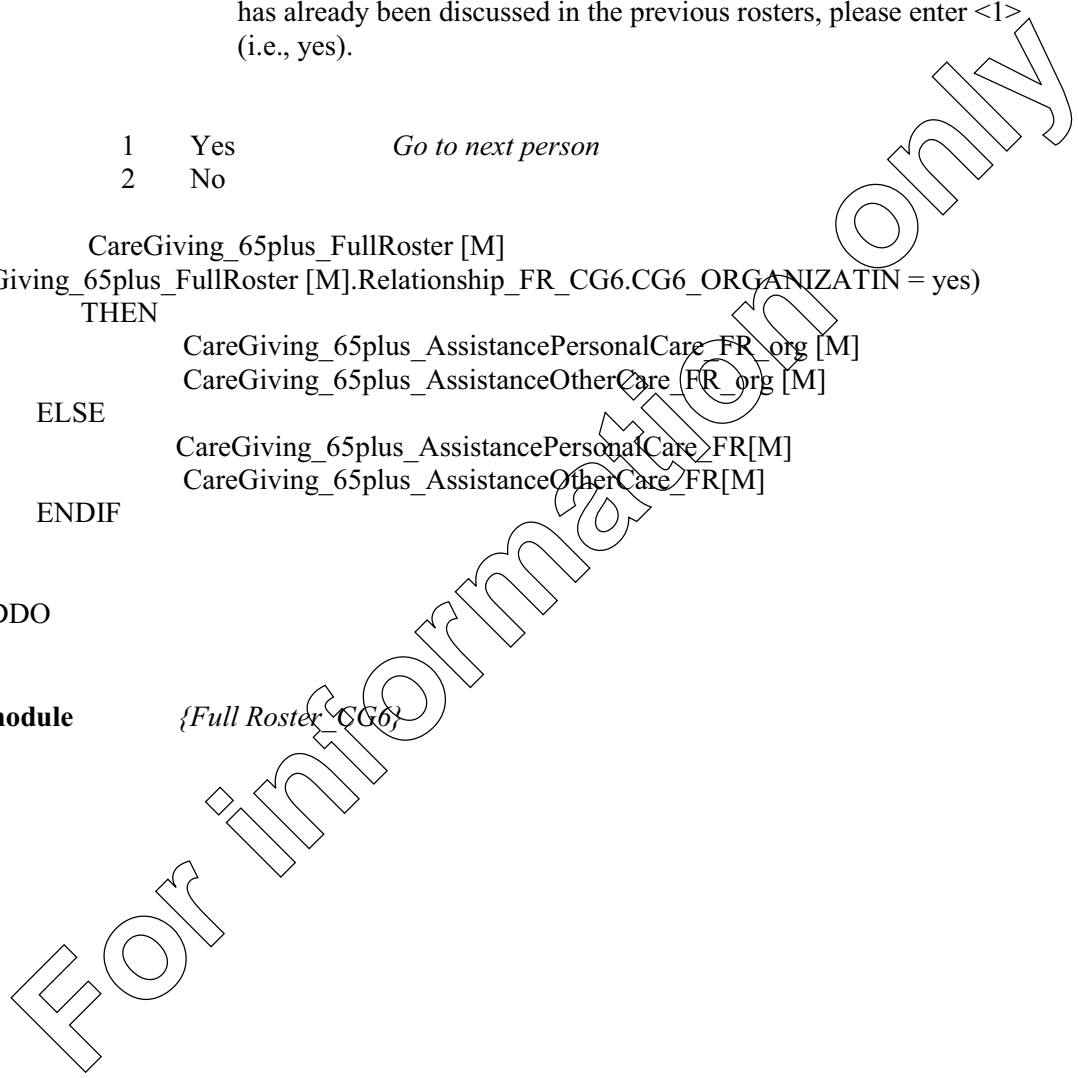 has already been discussed in the previous rosters, please enter <1>
(i.e., yes).
1 Yes Go to next person
2 No
CareGiving_65plus_FullRoster [M]
Giving_65plus_FullRoster [M].Relationship_FR_CG6.CG6_ORGANIZATIN = yes)
THEN
CareGiving_65plus_AssistancePersonalCare_FR_org [M]
CareGiving_65plus_AssistanceOtherCare_FR_org [M]
ELSE
CareGiving_65plus_AssistancePersonalCare_FR[M]
CareGiving_65plus_AssistanceOtherCare_FR[M]
ENDIF
DDO
nodule {Full Roster_CG6}
For information only